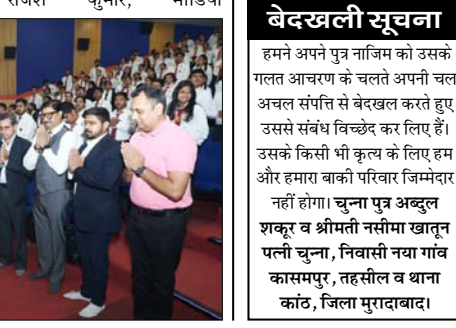 राजेश कुमार, मीडिया
बेदखली सूचना
हमने अपने पुत्र नाजिम को उसके
गलत आचरण के चलते अपनी चल
अचल संपत्ति से बेदखल करते हुए
उससे संबंध विच्छेद कर लिए हैं।
उसके किसी भी कृत्य के लिए हम
और हमारा बाकी परिवार जिम्मेदार
नहीं होगा। चुन्ना पुत्र अब्दुल
शकूर व श्रीमती नसीमा खातून
पत्नी चुन्ना, निवासी नया गांव
कासमपुर, तहसील व थाना
कांठ, जिला मुरादाबाद।